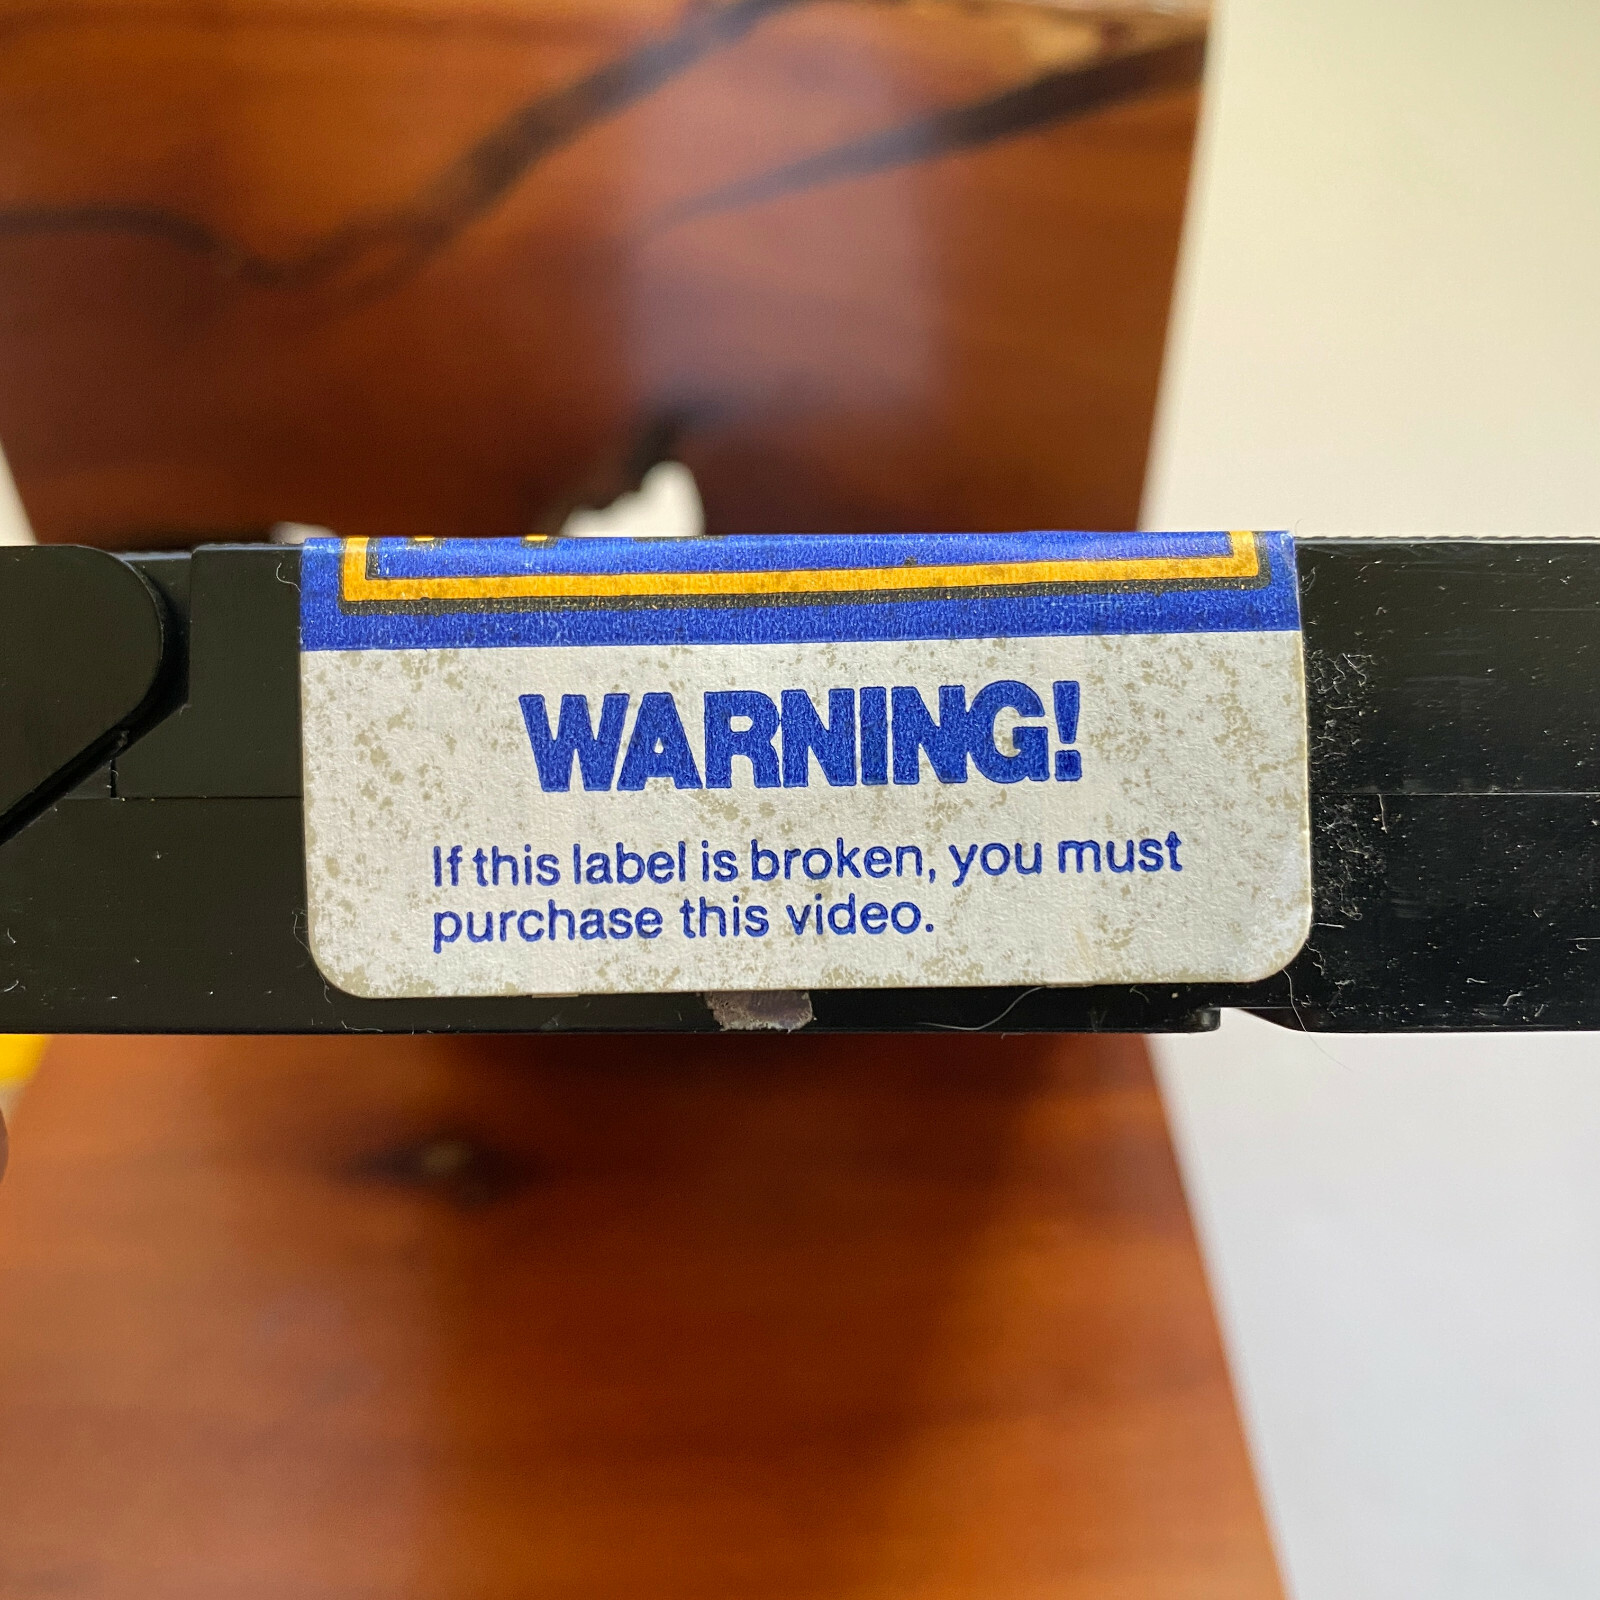 WARNING!
If this label is broken, you must
purchase this video.